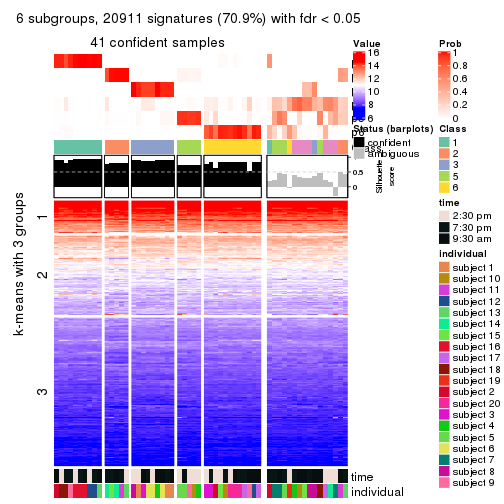 6 subgroups, 20911 signatures (70.9%) with fdr < 0.05
41 confident samples
k-means with 3 groups
1
2
3
time
individual
Value
16
14
12
10
8
6
Status (barplots)
confident
ambiguous
0.5
0
Silhouette
score
Prob
1
0.8
0.6
0.4
0.2
0
Class
1
2
3
5
6
time
2:30 pm
7:30 pm
9:30 am
individual
subject 1
subject 10
subject 11
subject 12
subject 13
subject 14
subject 15
subject 16
subject 17
subject 18
subject 19
subject 2
subject 20
subject 3
subject 4
subject 5
subject 6
subject 7
subject 8
subject 9